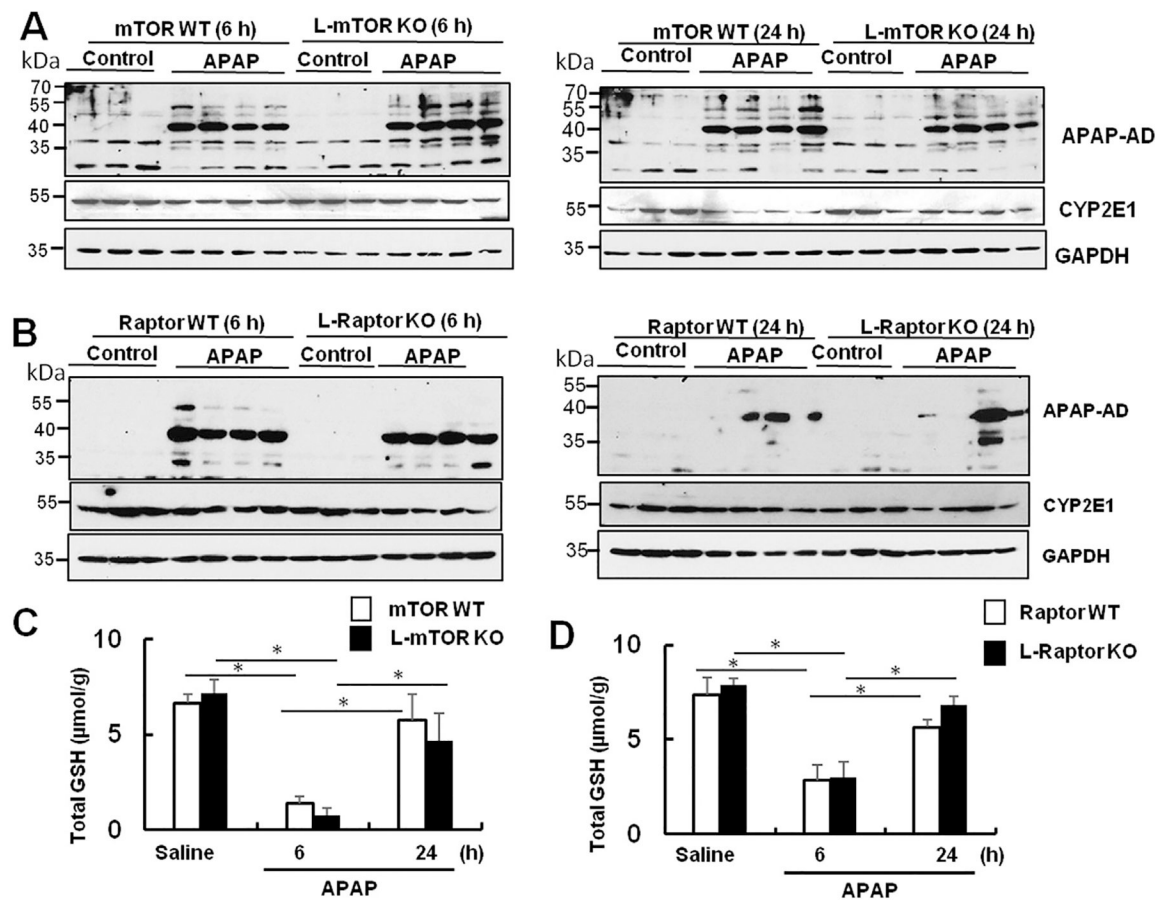 A
mTOR WT (6 h) L-mTOR KO (6 h)
Control APAP Control APAP
kDa
70
55
40
35
55
35
mTOR WT (24 h) L-mTOR KO (24 h)
Control APAP Control APAP
kDa
70
55
40
35
APAP-AD
55
CYP2E1
35
GAPDH
B
Raptor WT (6 h) L-Raptor KO (6 h)
Control APAP Control APAP
kDa
55
40
35
55
35
Raptor WT (24 h) L-Raptor KO (24 h)
Control APAP Control APAP
kDa
55
40
35
APAP-AD
55
CYP2E1
35
GAPDH
C
mTOR WT
L-mTOR KO
Total GSH (μmol/g)
10
5
0
* * * *
Saline 6 24 (h)
APAP
D
Raptor WT
L-Raptor KO
Total GSH (μmol/g)
10
5
0
* * * *
Saline 6 24 (h)
APAP